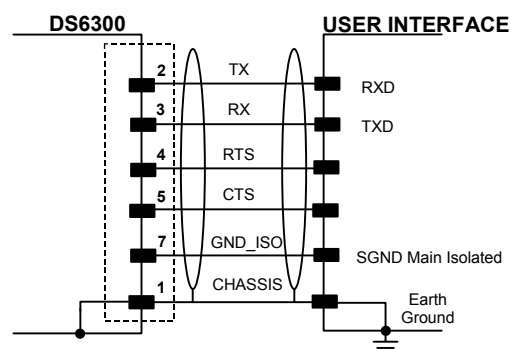 DS6300 USER INTERFACE
2 TX RXD
3 RX TXD
4 RTS
5 CTS
7 GND_ISO SGND Main Isolated
1 CHASSIS Earth
Ground